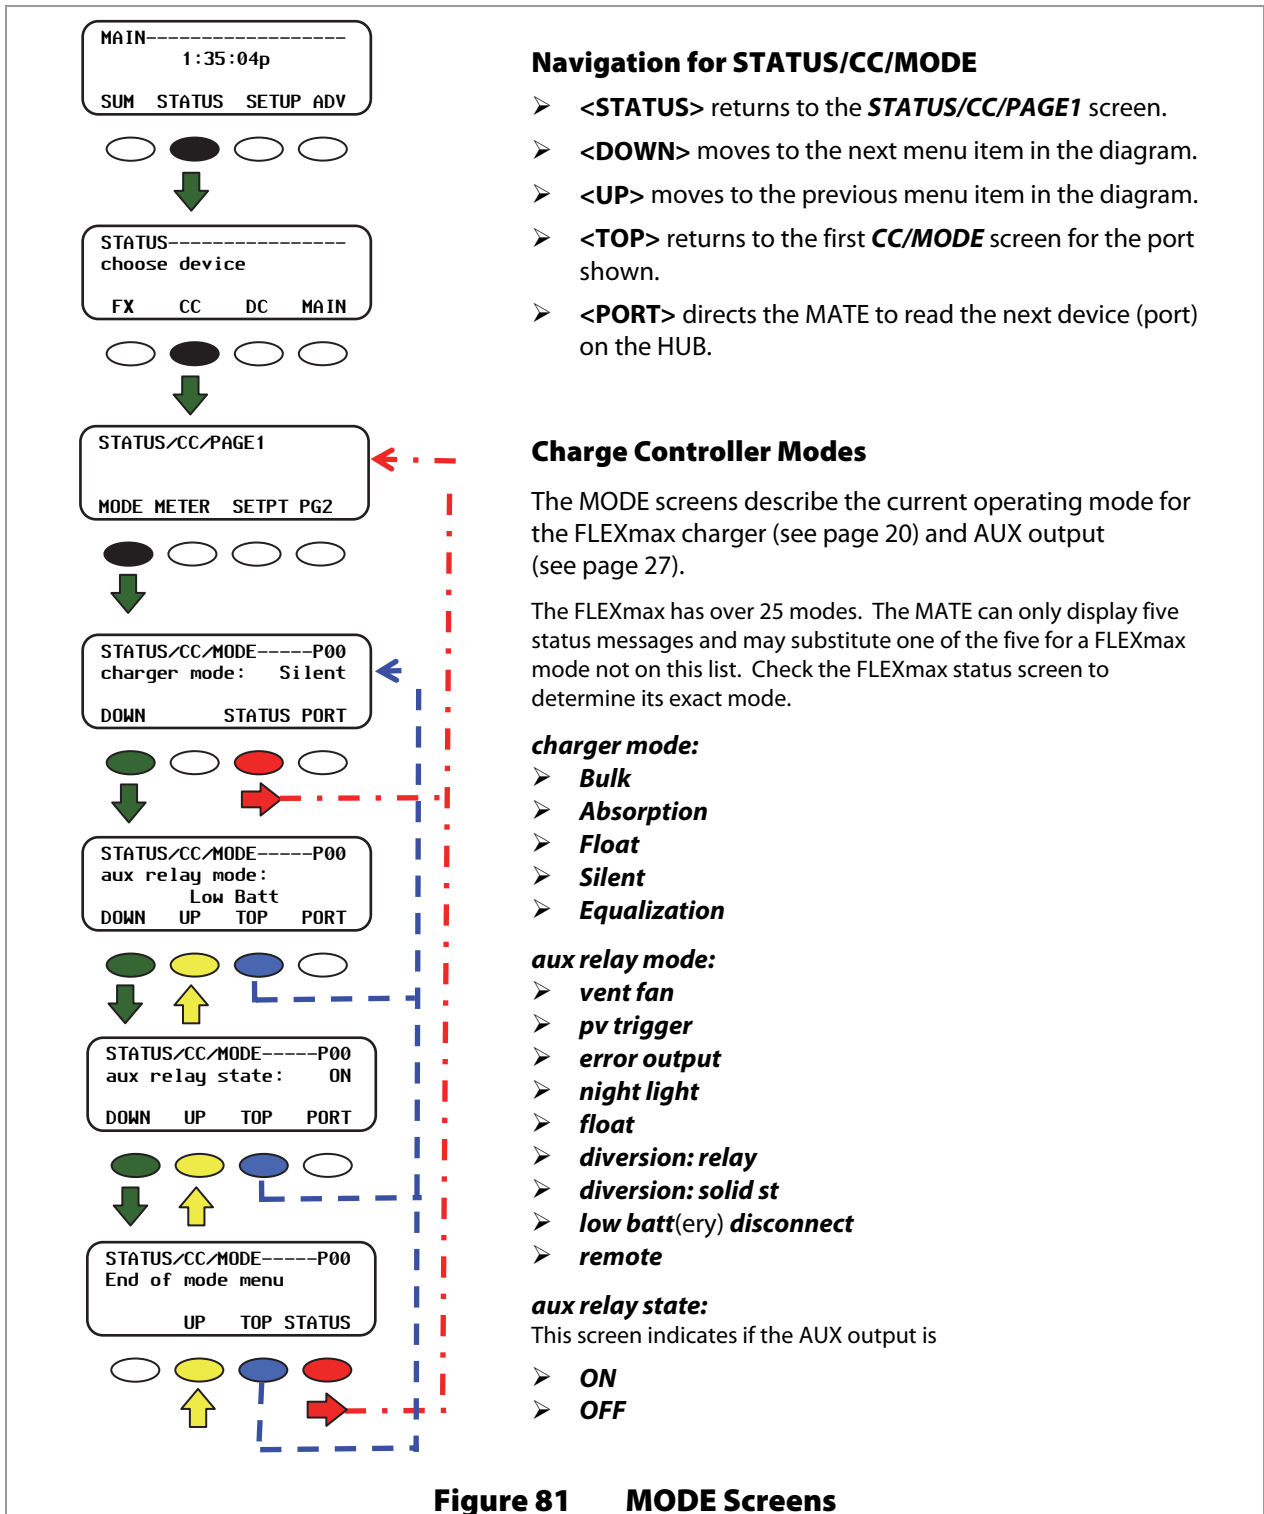 MAIN-------------------
1:35:04p
SUM STATUS SETUP ADV
STATUS-----------------
choose device
FX CC DC MAIN
STATUS/CC/PAGE1
MODE METER SETPT PG2
STATUS/CC/MODE-----P00
charger mode: Silent
DOWN STATUS PORT
STATUS/CC/MODE-----P00
aux relay mode:
Low Batt
DOWN UP TOP PORT
STATUS/CC/MODE-----P00
aux relay state: ON
DOWN UP TOP PORT
STATUS/CC/MODE-----P00
End of mode menu
UP TOP STATUS
Navigation for STATUS/CC/MODE
➢ <STATUS> returns to the STATUS/CC/PAGE1 screen.
➢ <DOWN> moves to the next menu item in the diagram.
➢ <UP> moves to the previous menu item in the diagram.
➢ <TOP> returns to the first CC/MODE screen for the port
shown.
➢ <PORT> directs the MATE to read the next device (port)
on the HUB.
Charge Controller Modes
The MODE screens describe the current operating mode for
the FLEXmax charger (see page 20) and AUX output
(see page 27).
The FLEXmax has over 25 modes. The MATE can only display five
status messages and may substitute one of the five for a FLEXmax
mode not on this list. Check the FLEXmax status screen to
determine its exact mode.
charger mode:
➢ Bulk
➢ Absorption
➢ Float
➢ Silent
➢ Equalization
aux relay mode:
➢ vent fan
➢ pv trigger
➢ error output
➢ night light
➢ float
➢ diversion: relay
➢ diversion: solid st
➢ low batt(ery) disconnect
➢ remote
aux relay state:
This screen indicates if the AUX output is
➢ ON
➢ OFF
Figure 81 MODE Screens